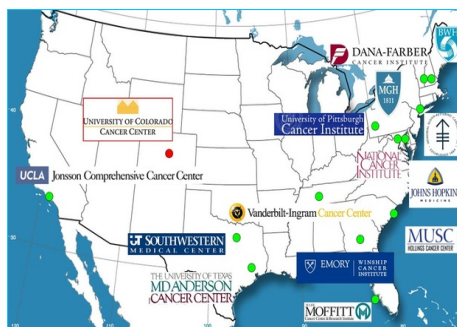 DANA-FARBER
CANCER INSTITUTE
BWH
MGH
1811
UNIVERSITY OF COLORADO
CANCER CENTER
University of Pittsburgh
Cancer Institute
NATIONAL
CANCER
INSTITUTE
UCLA Jonsson Comprehensive Cancer Center
JOHNS HOPKINS
MEDICINE
Vanderbilt-Ingram Cancer Center
MUSC
HOLLINGS CANCER CENTER
SOUTHWESTERN
MEDICAL CENTER
EMORY
WINSHIP
CANCER
INSTITUTE
THE UNIVERSITY OF TEXAS
MD ANDERSON
CANCER CENTER
MOFFITT